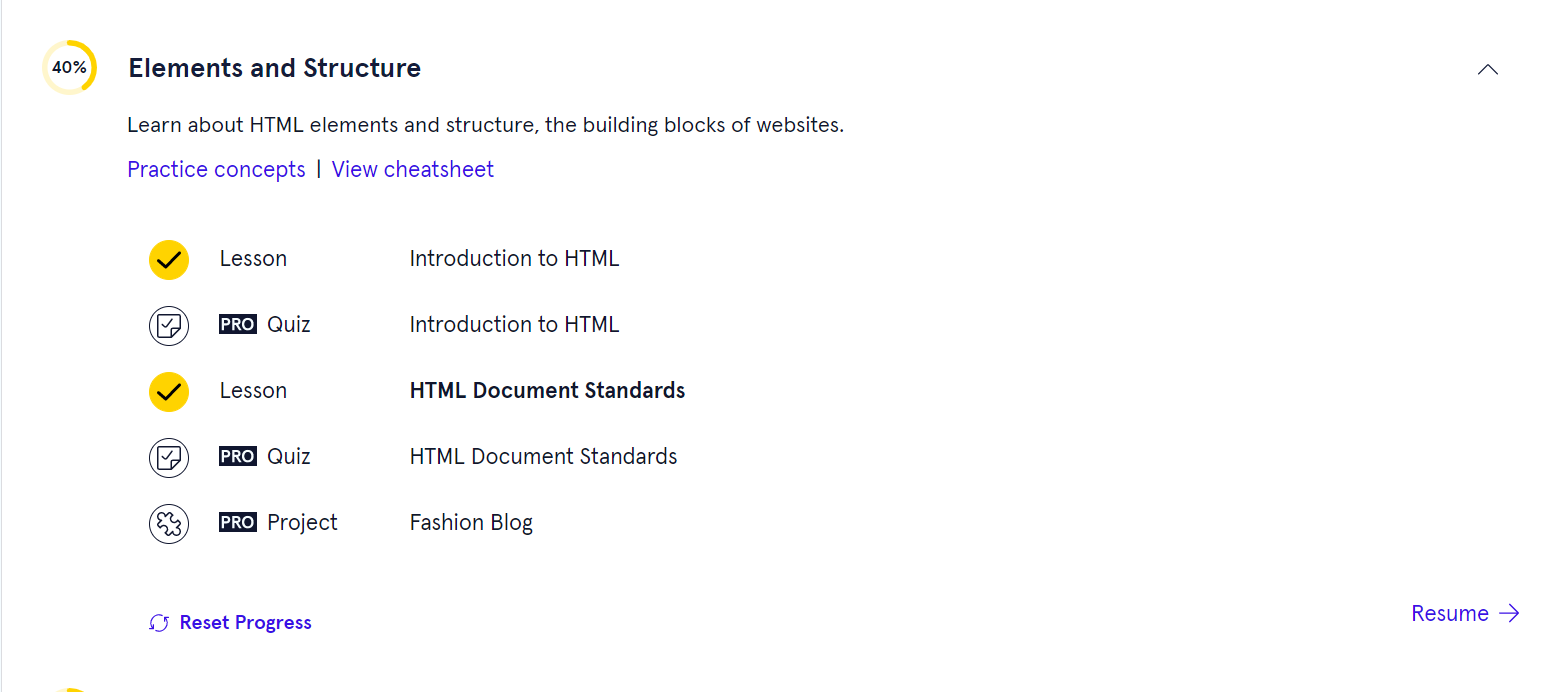 40% Elements and Structure
Learn about HTML elements and structure, the building blocks of websites.
Practice concepts | View cheatsheet
Lesson Introduction to HTML
PRO Quiz Introduction to HTML
Lesson HTML Document Standards
PRO Quiz HTML Document Standards
PRO Project Fashion Blog
Reset Progress
Resume →